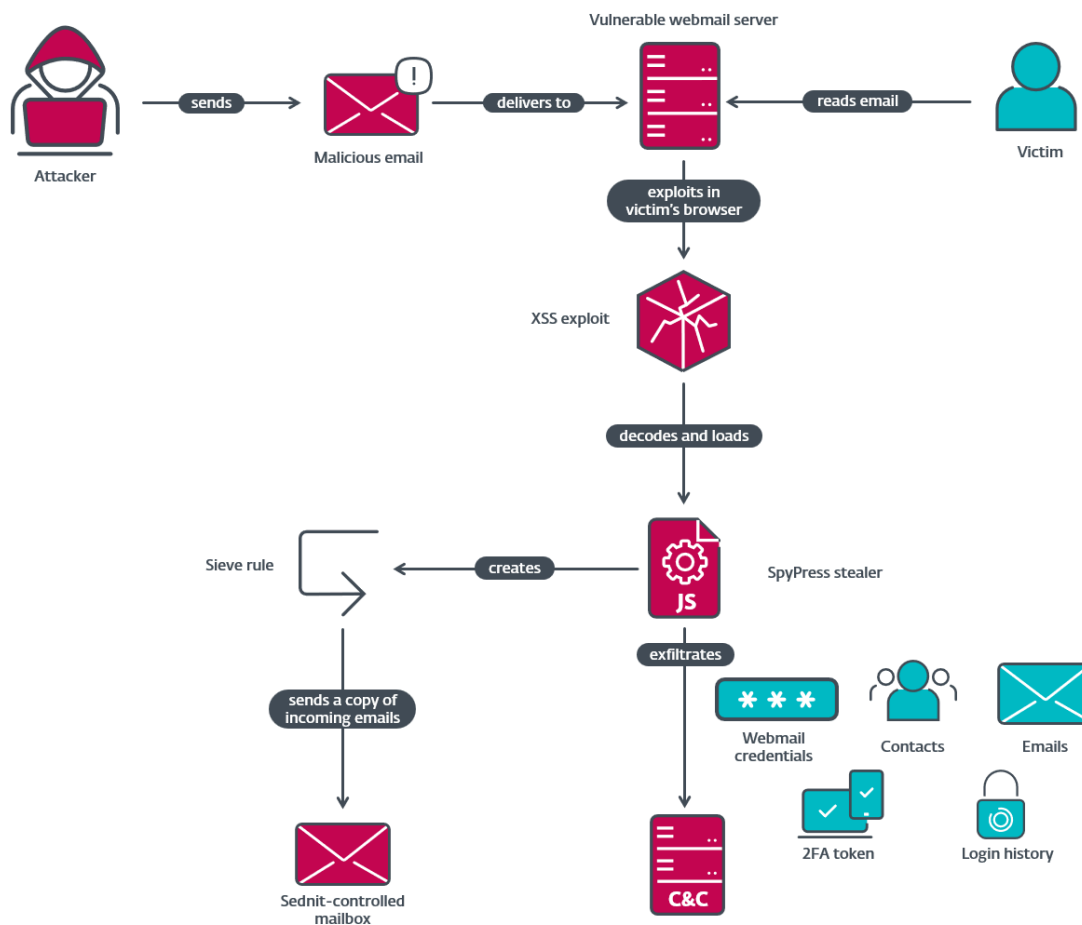 Vulnerable webmail server
sends
delivers to
reads email
!
Malicious email
Attacker
Victim
exploits in
victim's browser
XSS exploit
decodes and loads
Sieve rule
creates
SpyPress stealer
JS
exfiltrates
sends a copy of
incoming emails
* * *
Webmail
credentials
Contacts
Emails
2FA token
Login history
C&C
Sednit-controlled
mailbox